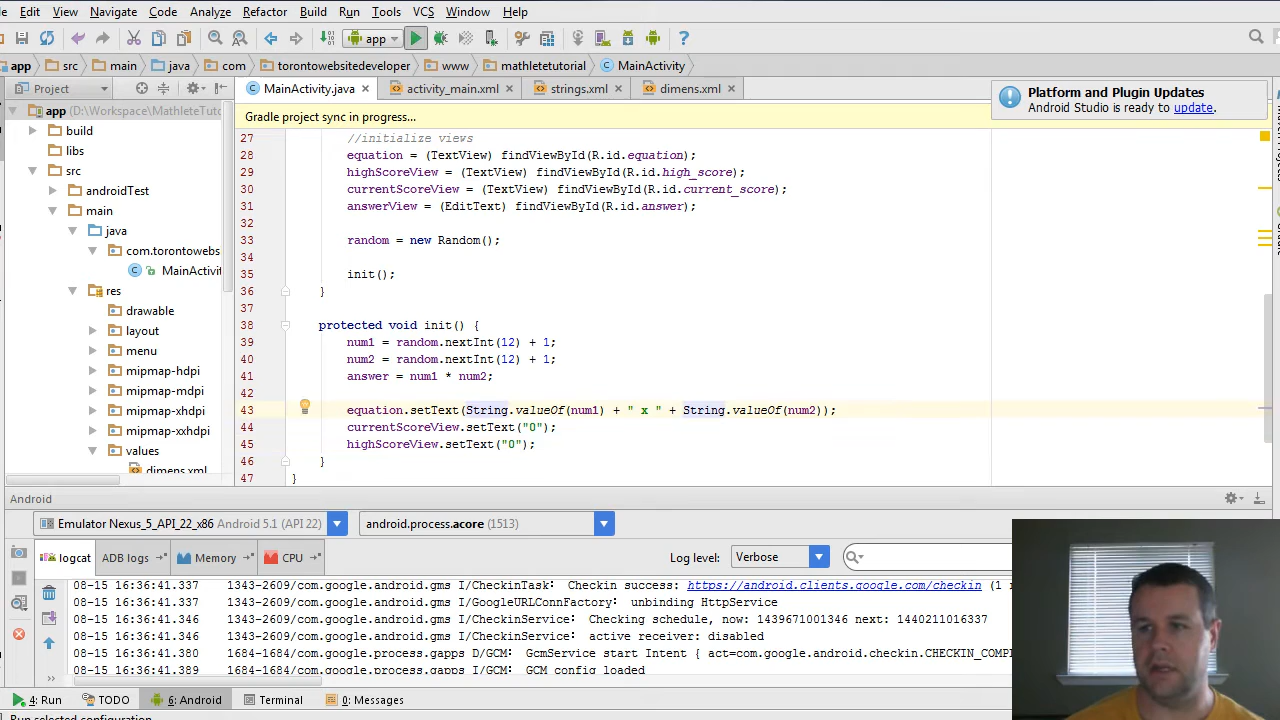 Edit View Navigate Code Analyze Refactor Build Run Tools VCS Window Help
app
app src main java com torontowebsitedeveloper www mathletetutorial MainActivity
Project
MainActivity.java activity_main.xml strings.xml dimens.xml
Platform and Plugin Updates
Android Studio is ready to update.
Gradle project sync in progress...
app (D:\Workspace\MathleteTuto
build
libs
src
androidTest
main
java
com.torontowebs
MainActivit
res
drawable
layout
menu
mipmap-hdpi
mipmap-mdpi
mipmap-xhdpi
mipmap-xxhdpi
values
dimens.xml
27 //initialize views
28 equation = (TextView) findViewById(R.id.equation);
29 highScoreView = (TextView) findViewById(R.id.high_score);
30 currentScoreView = (TextView) findViewById(R.id.current_score);
31 answerView = (EditText) findViewById(R.id.answer);
32
33 random = new Random();
34
35 init();
36 }
37
38 protected void init() {
39 num1 = random.nextInt(12) + 1;
40 num2 = random.nextInt(12) + 1;
41 answer = num1 * num2;
42
43 equation.setText(String.valueOf(num1) + " x " + String.valueOf(num2));
44 currentScoreView.setText("0");
45 highScoreView.setText("0");
46 }
47 }
Android
Emulator Nexus_5_API_22_x86 Android 5.1 (API 22) android.process.acore (1513)
logcat ADB logs Memory CPU Log level: Verbose
08-15 16:36:41.337 1343-2609/com.google.android.gms I/CheckinTask: Checkin success: https://android.clients.google.com/checkin (1 r
08-15 16:36:41.337 1343-2609/com.google.android.gms I/GoogleURLConnFactory: unbinding HttpService
08-15 16:36:41.346 1343-2609/com.google.android.gms I/CheckinService: Checking schedule, now: 1439671001346 next: 1440211016337
08-15 16:36:41.346 1343-2609/com.google.android.gms I/CheckinService: active receiver: disabled
08-15 16:36:41.380 1684-1684/com.google.process.gapps D/GCM: GcmService start Intent { act=com.google.android.checkin.CHECKIN_COMPL
08-15 16:36:41.389 1684-1684/com.google.process.gapps I/GCM: GCM config loaded
4: Run TODO 6: Android Terminal 0: Messages
Run selected configuration